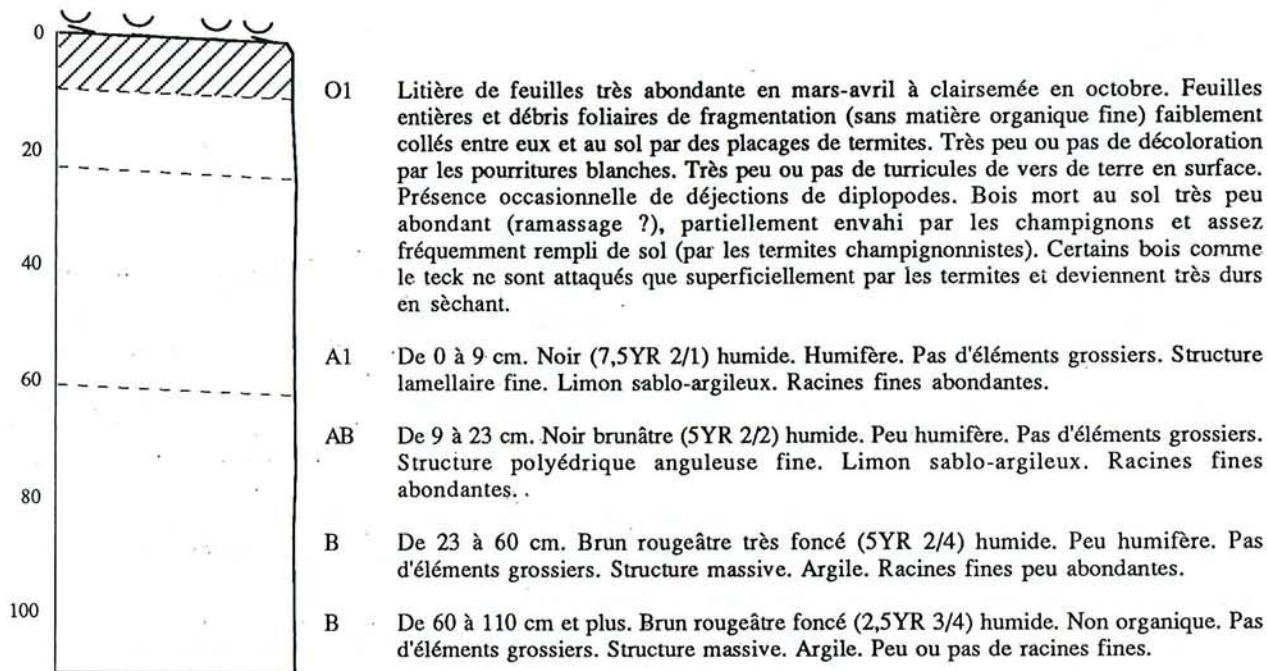 0
20
40
60
80
100
O1 Litière de feuilles très abondante en mars-avril à clairsemée en octobre. Feuilles
entières et débris foliaires de fragmentation (sans matière organique fine) faiblement
collés entre eux et au sol par des placages de termites. Très peu ou pas de décoloration
par les pourritures blanches. Très peu ou pas de turricules de vers de terre en surface.
Présence occasionnelle de déjections de diplopodes. Bois mort au sol très peu
abondant (ramassage ?), partiellement envahi par les champignons et assez
fréquemment rempli de sol (par les termites champignonnistes). Certains bois comme
le teck ne sont attaqués que superficiellement par les termites et deviennent très durs
en sèchant.
A1 De 0 à 9 cm. Noir (7,5YR 2/1) humide. Humifère. Pas d'éléments grossiers. Structure
lamellaire fine. Limon sablo-argileux. Racines fines abondantes.
AB De 9 à 23 cm. Noir brunâtre (5YR 2/2) humide. Peu humifère. Pas d'éléments grossiers.
Structure polyédrique anguleuse fine. Limon sablo-argileux. Racines fines
abondantes.
B De 23 à 60 cm. Brun rougeâtre très foncé (5YR 2/4) humide. Peu humifère. Pas
d'éléments grossiers. Structure massive. Argile. Racines fines peu abondantes.
B De 60 à 110 cm et plus. Brun rougeâtre foncé (2,5YR 3/4) humide. Non organique. Pas
d'éléments grossiers. Structure massive. Argile. Peu ou pas de racines fines.